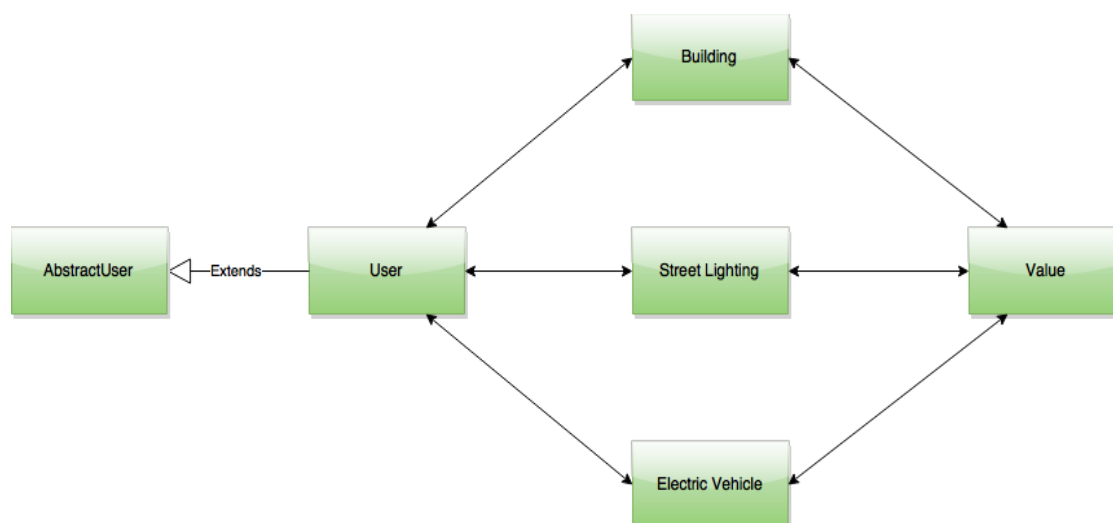 Building
AbstractUser
Extends
User
Street Lighting
Value
Electric Vehicle